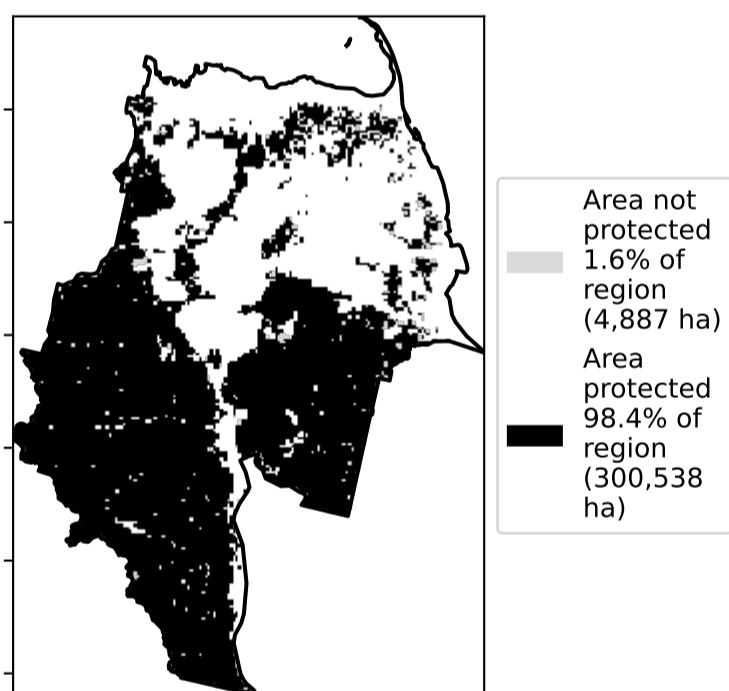 Area not
protected
1.6% of
region
(4,887 ha)
Area
protected
98.4% of
region
(300,538
ha)